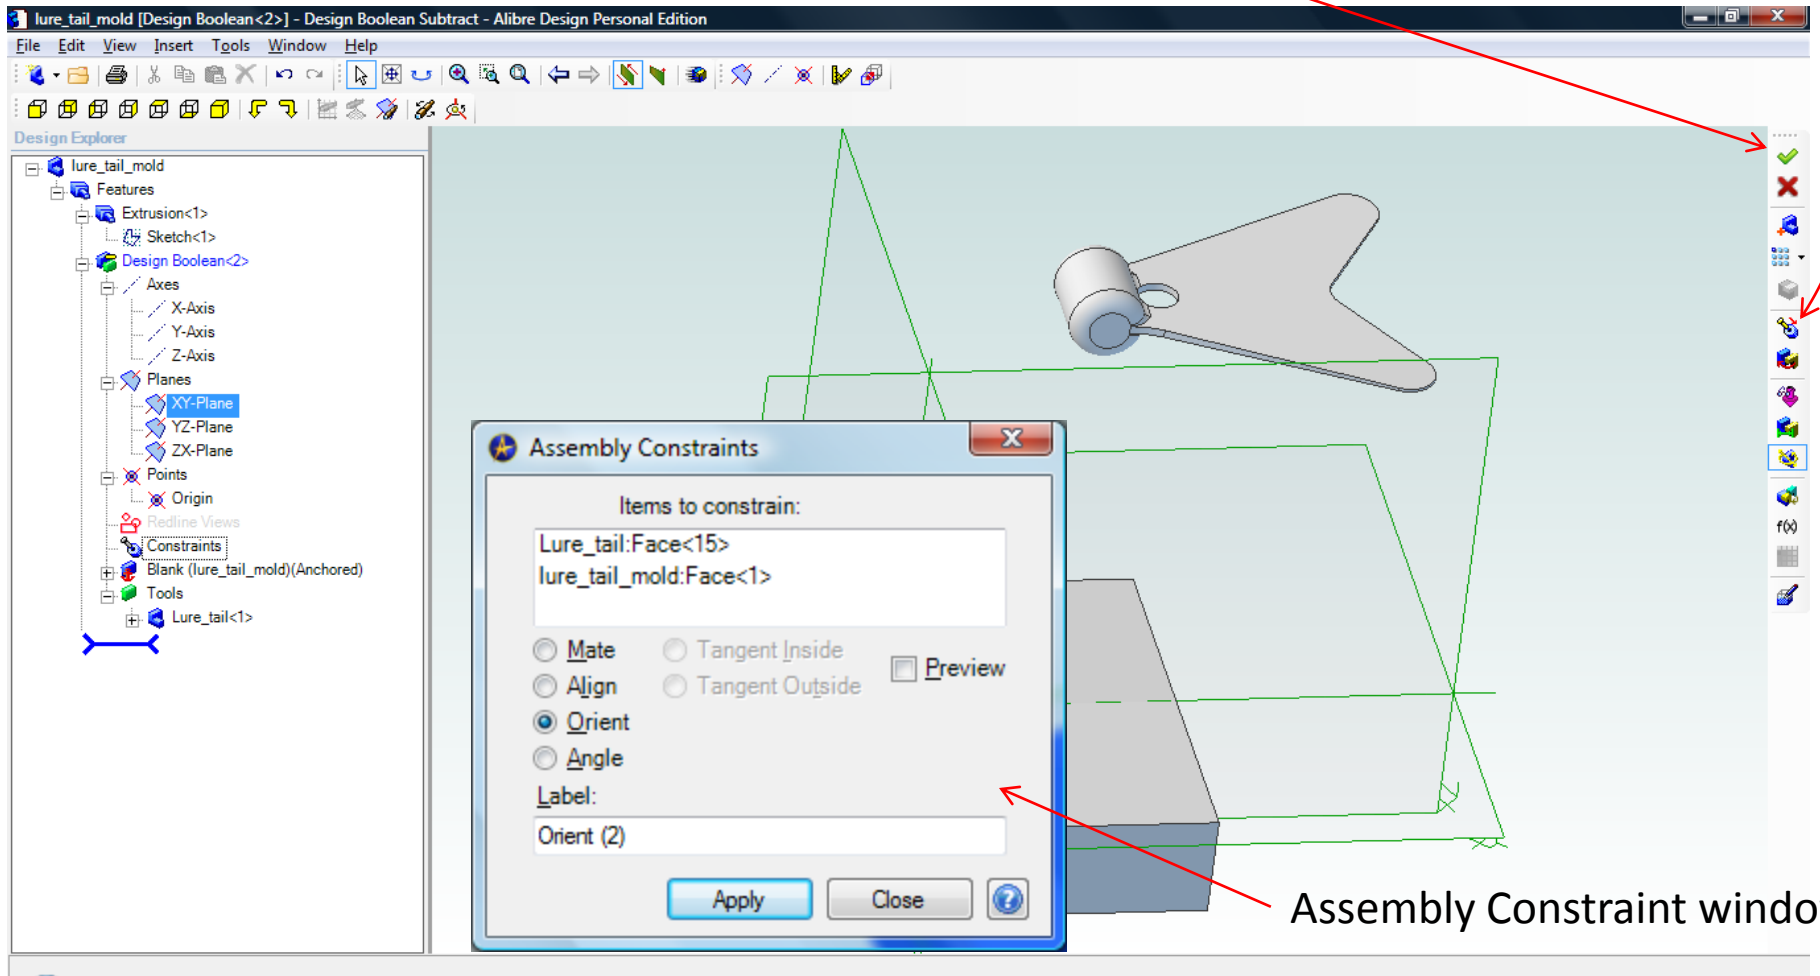 lure_tail_mold [Design Boolean<2>] - Design Boolean Subtract - Alibre Design Personal Edition
File Edit View Insert Tools Window Help
Design Explorer
lure_tail_mold
Features
Extrusion<1>
Sketch<1>
Design Boolean<2>
Axes
X-Axis
Y-Axis
Z-Axis
Planes
XY-Plane
YZ-Plane
ZX-Plane
Points
Origin
Redline Views
Constraints
Blank (lure_tail_mold)(Anchored)
Tools
Lure_tail<1>
Assembly Constraints
Items to constrain:
Lure_tail:Face<15>
lure_tail_mold:Face<1>
Mate Tangent Inside
Align Tangent Outside
Preview
Orient
Angle
Label:
Orient (2)
Apply Close
f(x)
Assembly Constraint windo